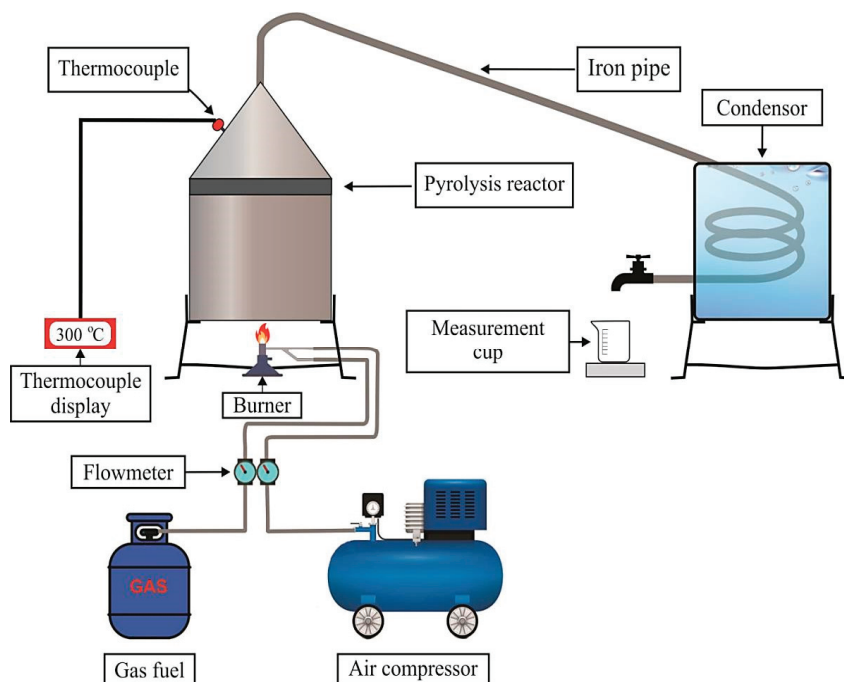 Thermocouple
Iron pipe
Condensor
Pyrolysis reactor
300 °C
Measurement
cup
Thermocouple
display
Burner
Flowmeter
GAS
Gas fuel
Air compressor